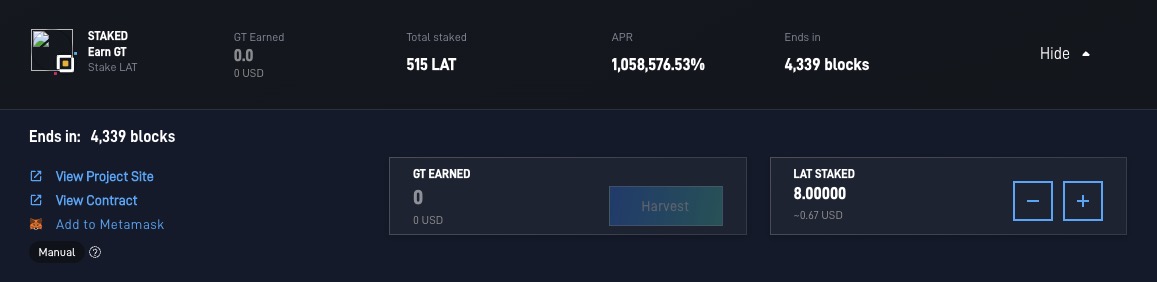 STAKED
Earn GT
Stake LAT
GT Earned
0.0
0 USD
Total staked
515 LAT
APR
1,058,576.53%
Ends in
4,339 blocks
Hide
Ends in: 4,339 blocks
View Project Site
View Contract
Add to Metamask
Manual ?
GT EARNED
0
0 USD
Harvest
LAT STAKED
8.00000
~0.67 USD